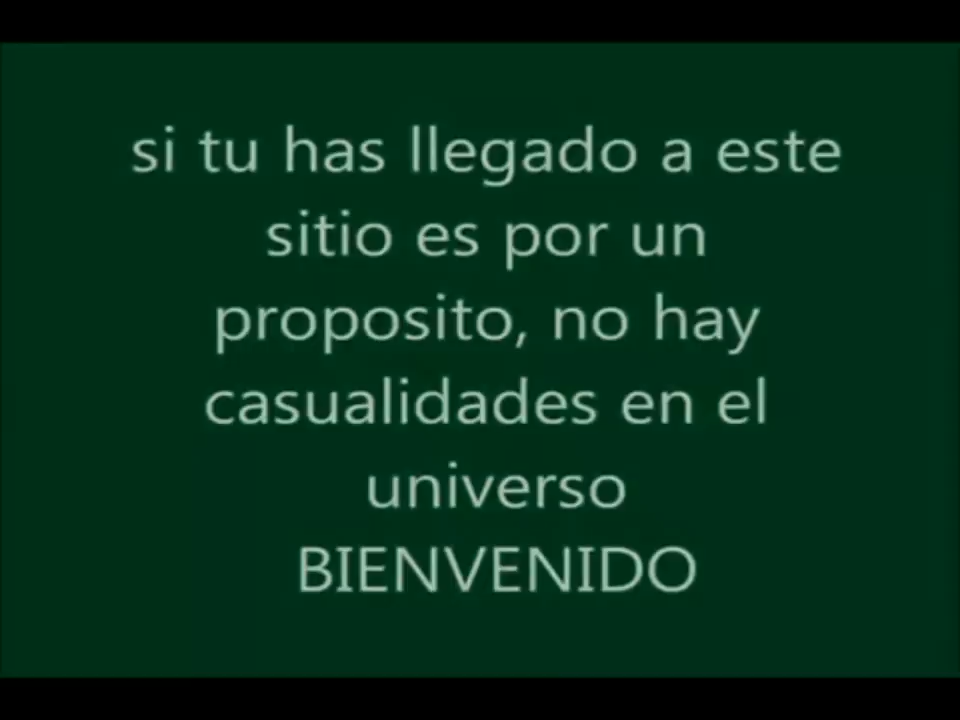 si tu has llegado a este
sitio es por un
proposito, no hay
casualidades en el
universo
BIENVENIDO